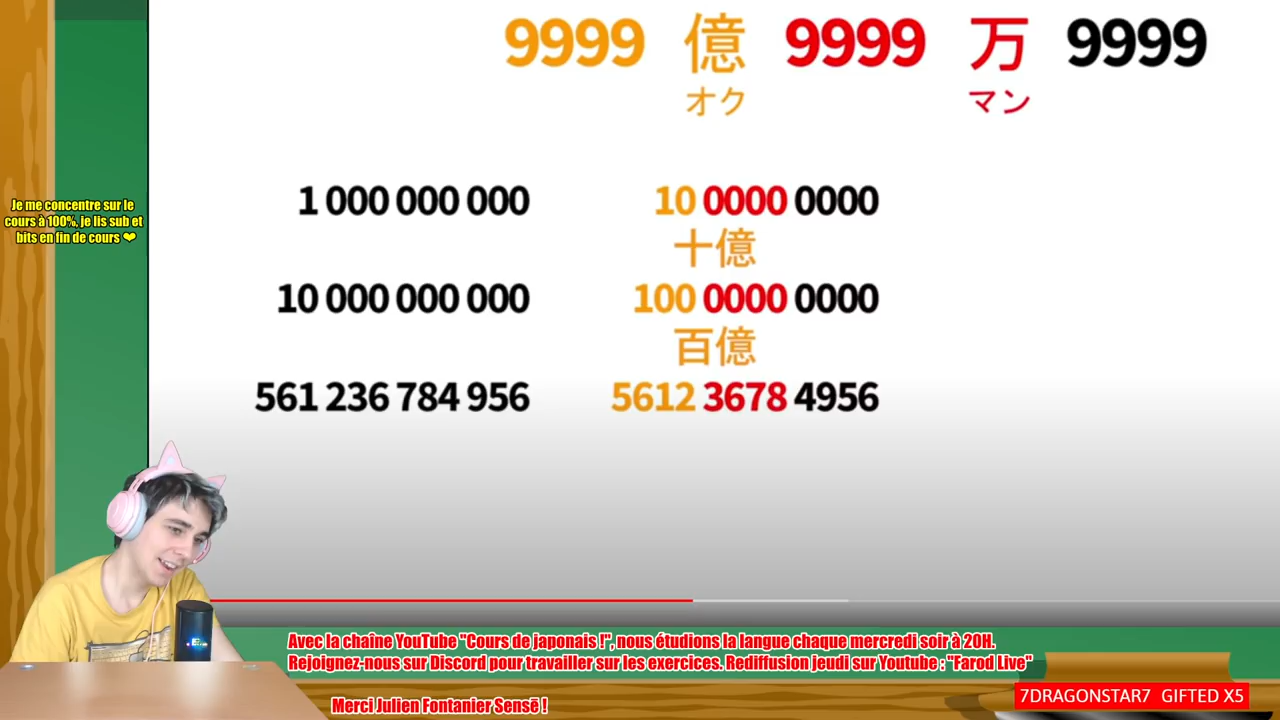 9999 億 9999 万 9999
オク マン
1 000 000 000 10 0000 0000
十億
10 000 000 000 100 0000 0000
百億
561 236 784 956 5612 3678 4956
Je me concentre sur le
cours à 100%, je lis sub et
bits en fin de cours ❤
Avec la chaîne YouTube "Cours de japonais !", nous étudions la langue chaque mercredi soir à 20H.
Rejoignez-nous sur Discord pour travailler sur les exercices. Rediffusion jeudi sur Youtube : "Farod Live"
Merci Julien Fontanier Sensē !
7DRAGONSTAR7 GIFTED X5